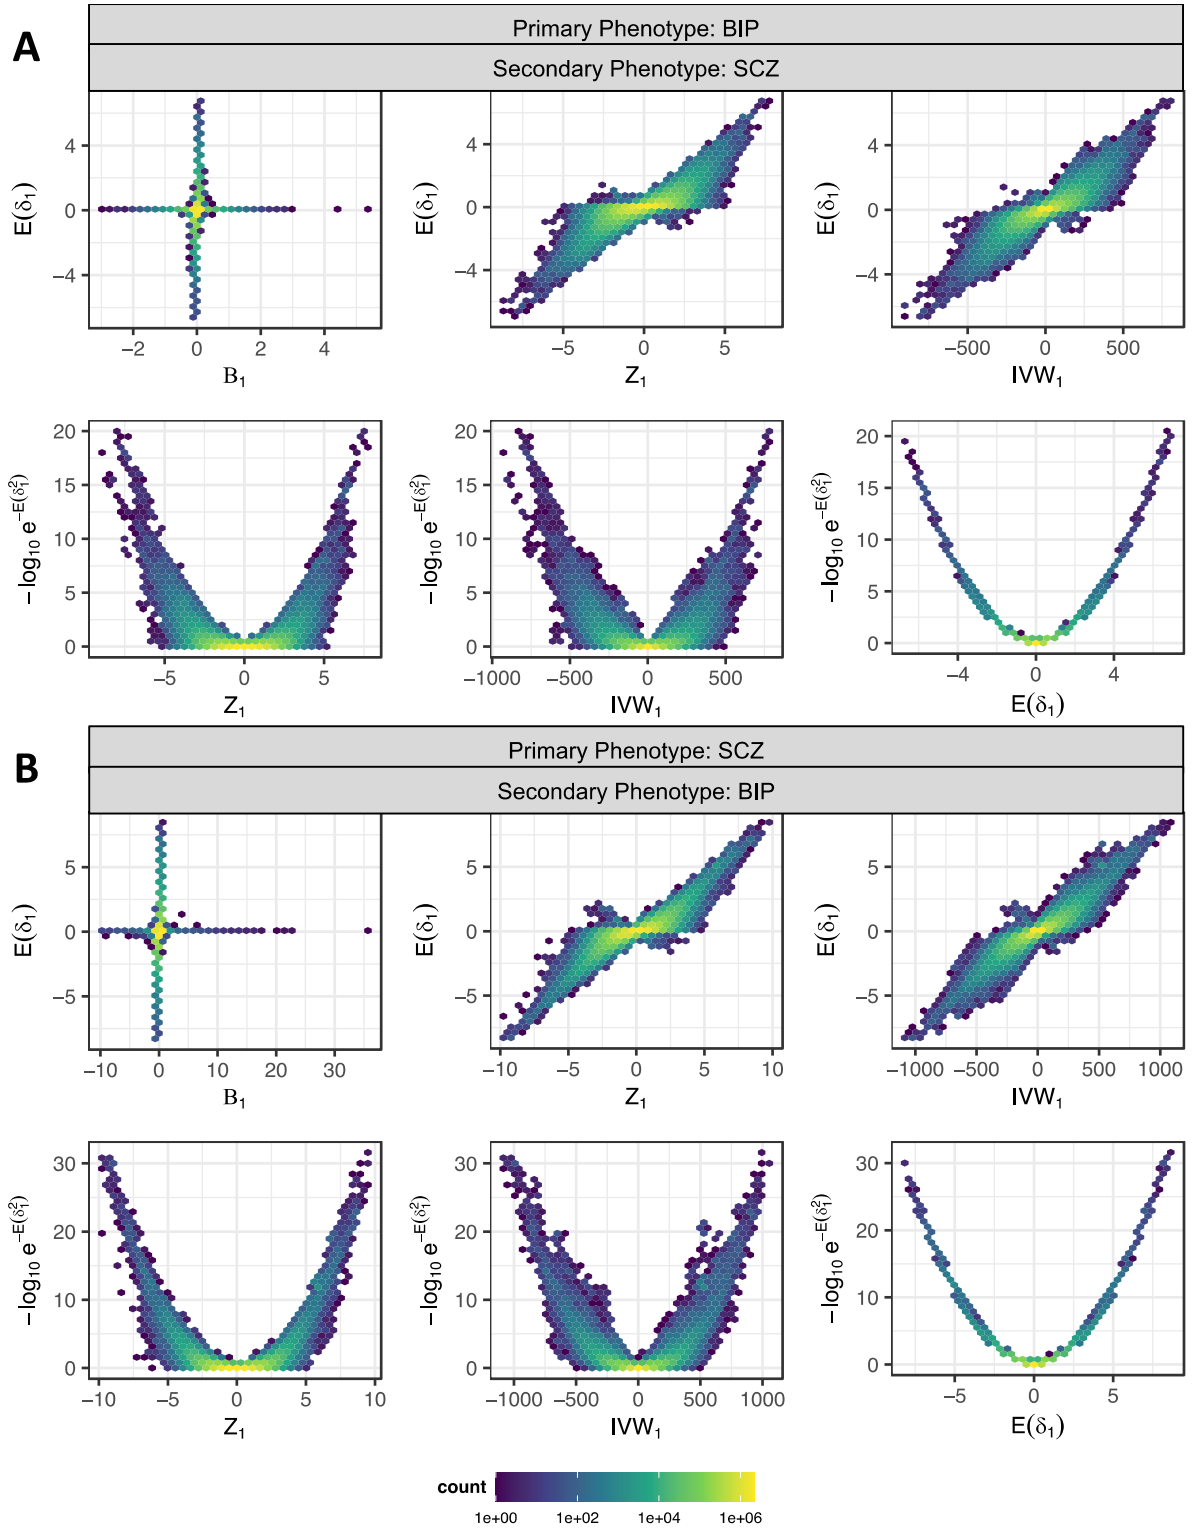 A
Primary Phenotype: BIP
Secondary Phenotype: SCZ
E(δ₁)
4
0
−4
−2
0
2
4
B₁
E(δ₁)
4
0
−4
−5
0
5
Z₁
E(δ₁)
4
0
−4
−500
0
500
IVW₁
−log₁₀ e^−E(δ₁²)
20
15
10
5
0
−5
0
5
Z₁
−log₁₀ e^−E(δ₁²)
20
15
10
5
0
−1000
−500
0
500
IVW₁
−log₁₀ e^−E(δ₁²)
20
15
10
5
0
−4
0
4
E(δ₁)
B
Primary Phenotype: SCZ
Secondary Phenotype: BIP
E(δ₁)
5
0
−5
−10
0
10
20
30
B₁
E(δ₁)
5
0
−5
−10
−5
0
5
10
Z₁
E(δ₁)
5
0
−5
−1000
−500
0
500
1000
IVW₁
−log₁₀ e^−E(δ₁²)
30
20
10
0
−10
−5
0
5
10
Z₁
−log₁₀ e^−E(δ₁²)
30
20
10
0
−1000
−500
0
500
1000
IVW₁
−log₁₀ e^−E(δ₁²)
30
20
10
0
−5
0
5
E(δ₁)
count
1e+00
1e+02
1e+04
1e+06